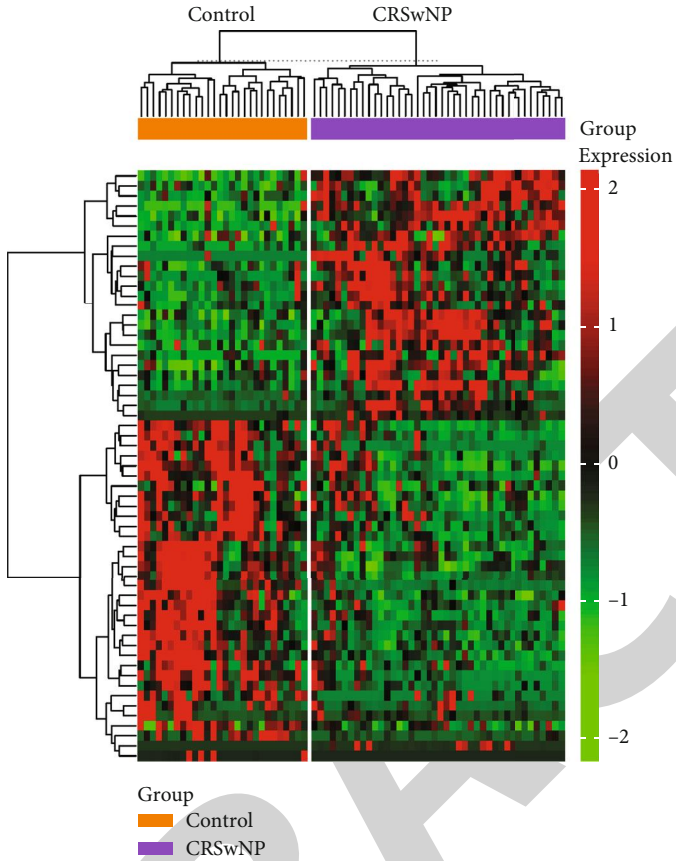 Control CRSwNP
Group
Expression
2
1
0
–1
–2
Group
Control
CRSwNP